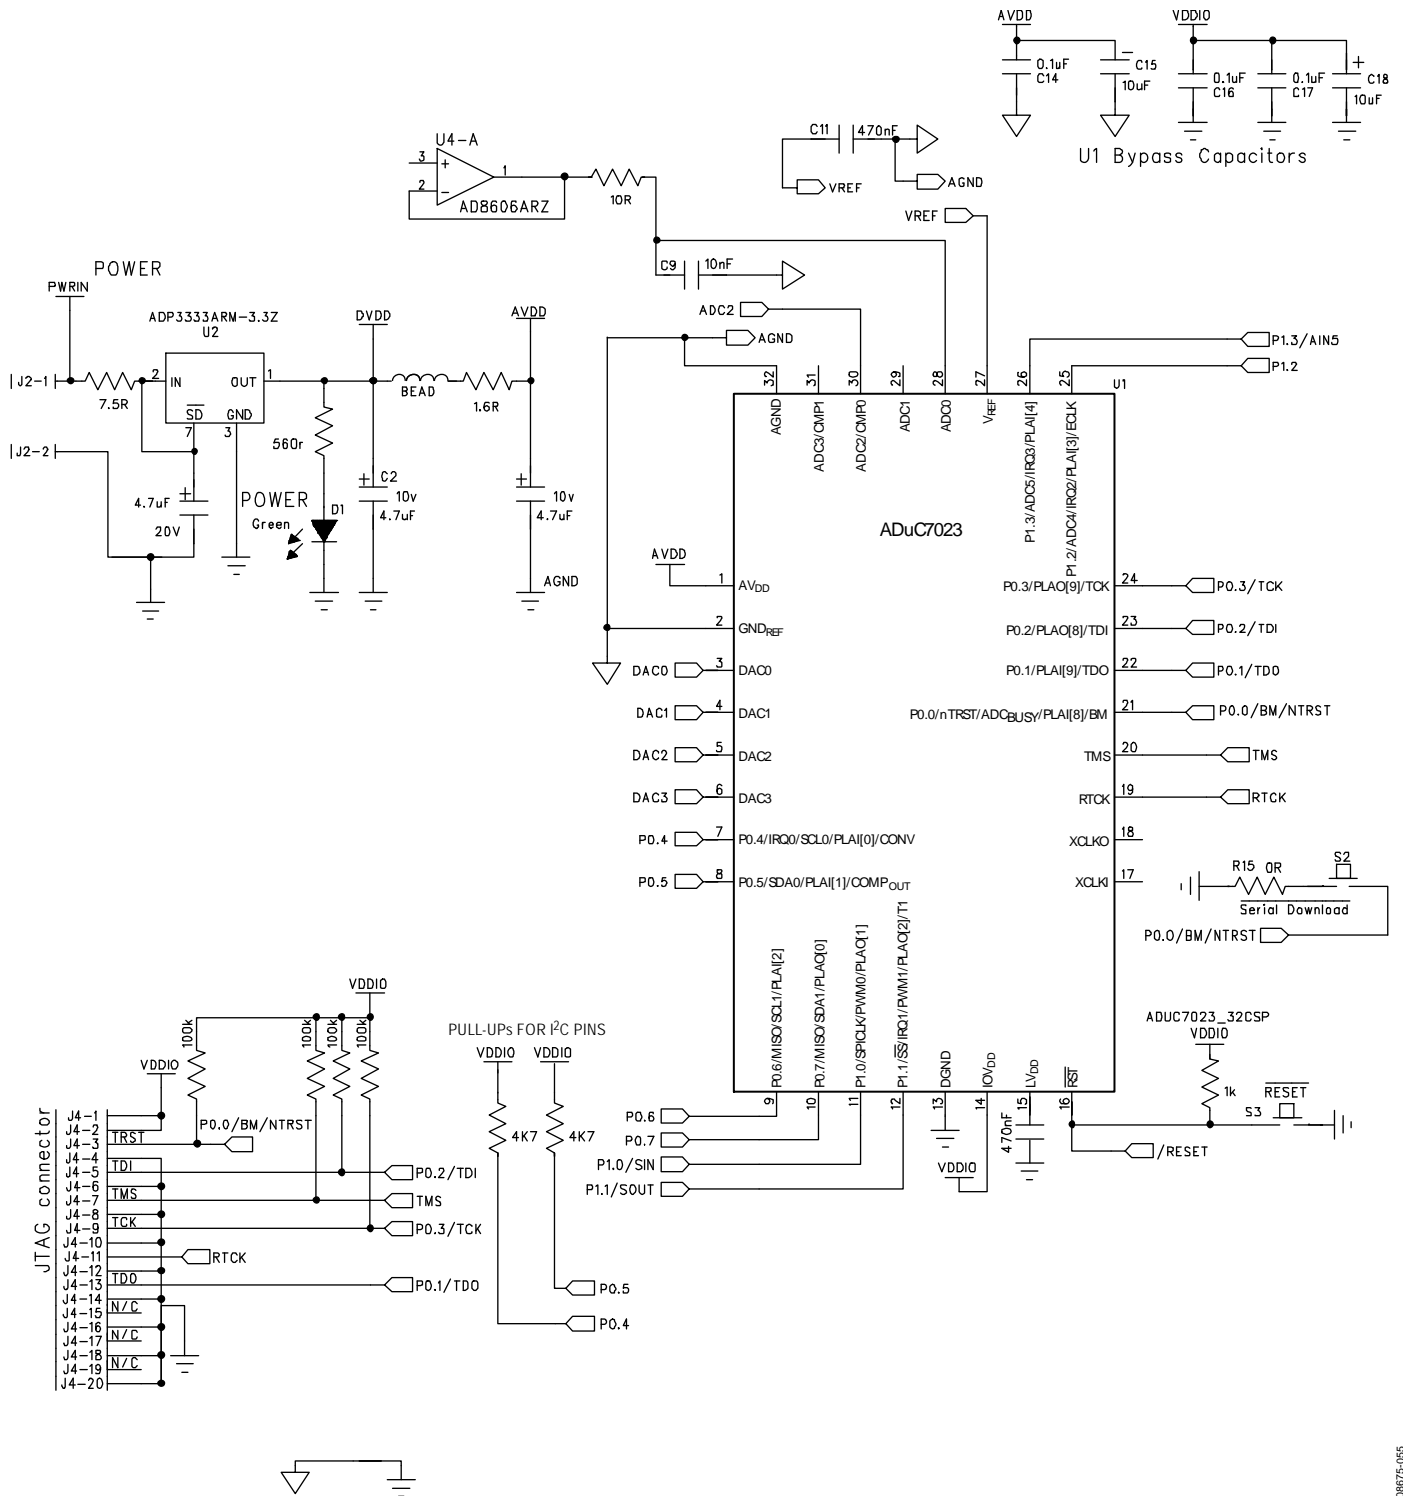 AVDD
0.1uF
C14
C15
10uF
VDDIO
0.1uF
C16
0.1uF
C17
C18
10uF
U1 Bypass Capacitors
U4-A
3
+
2
-
1
AD8606ARZ
10R
C11
470nF
VREF
AGND
VREF
C9
10nF
ADC2
AGND
POWER
PWRIN
ADP3333ARM-3.3Z
U2
J2-1
7.5R
2
IN
OUT
1
SD
GND
7
3
J2-2
4.7uF
20V
DVDD
BEAD
1.6R
AVDD
560r
POWER
Green
D1
C2
10v
4.7uF
10v
4.7uF
AGND
P1.3/AIN5
P1.2
U1
32
31
30
29
28
27
26
25
AGND
ADC3/CMP1
ADC2/CMP0
ADC1
ADC0
VREF
P1.3/ADC5/IRQ3/PLAI[4]
P1.2/ADC4/IRQ2/PLAI[3]/ECLK
ADuC7023
AVDD
1
AVDD
2
GNDREF
DAC0
3
DAC0
DAC1
4
DAC1
DAC2
5
DAC2
DAC3
6
DAC3
P0.4
7
P0.4/IRQ0/SCL0/PLAI[0]/CONV
P0.5
8
P0.5/SDA0/PLAI[1]/COMPOUT
P0.3/PLAO[9]/TCK
24
P0.3/TCK
P0.2/PLAO[8]/TDI
23
P0.2/TDI
P0.1/PLAI[9]/TDO
22
P0.1/TDO
P0.0/nTRST/ADCBUSY/PLAI[8]/BM
21
P0.0/BM/NTRST
TMS
20
TMS
RTCK
19
RTCK
XCLKO
18
XCLKI
17
P0.6/MISO/SCL1/PLAI[2]
P0.7/MISO/SDA1/PLAO[0]
P1.0/SPICLK/PWM0/PLAO[1]
P1.1/SS/IRQ1/PWM1/PLAO[2]/T1
DGND
IOVDD
LVDD
RST
9
10
11
12
13
14
15
16
P0.6
P0.7
P1.0/SIN
P1.1/SOUT
VDDIO
470nF
/RESET
R15
0R
S2
Serial Download
P0.0/BM/NTRST
ADUC7023_32CSP
VDDIO
1k
S3
RESET
VDDIO
100k
100k
100k
100k
VDDIO
P0.0/BM/NTRST
JTAG connector
J4-1
J4-2
J4-3 TRST
J4-4
J4-5 TDI
J4-6
J4-7 TMS
J4-8
J4-9 TCK
J4-10
J4-11
J4-12
J4-13 TDO
J4-14
J4-15 N/C
J4-16
J4-17 N/C
J4-18
J4-19 N/C
J4-20
P0.2/TDI
TMS
P0.3/TCK
RTCK
P0.1/TDO
PULL-UPs FOR I²C PINS
VDDIO
VDDIO
4K7
4K7
P0.5
P0.4
08675-055